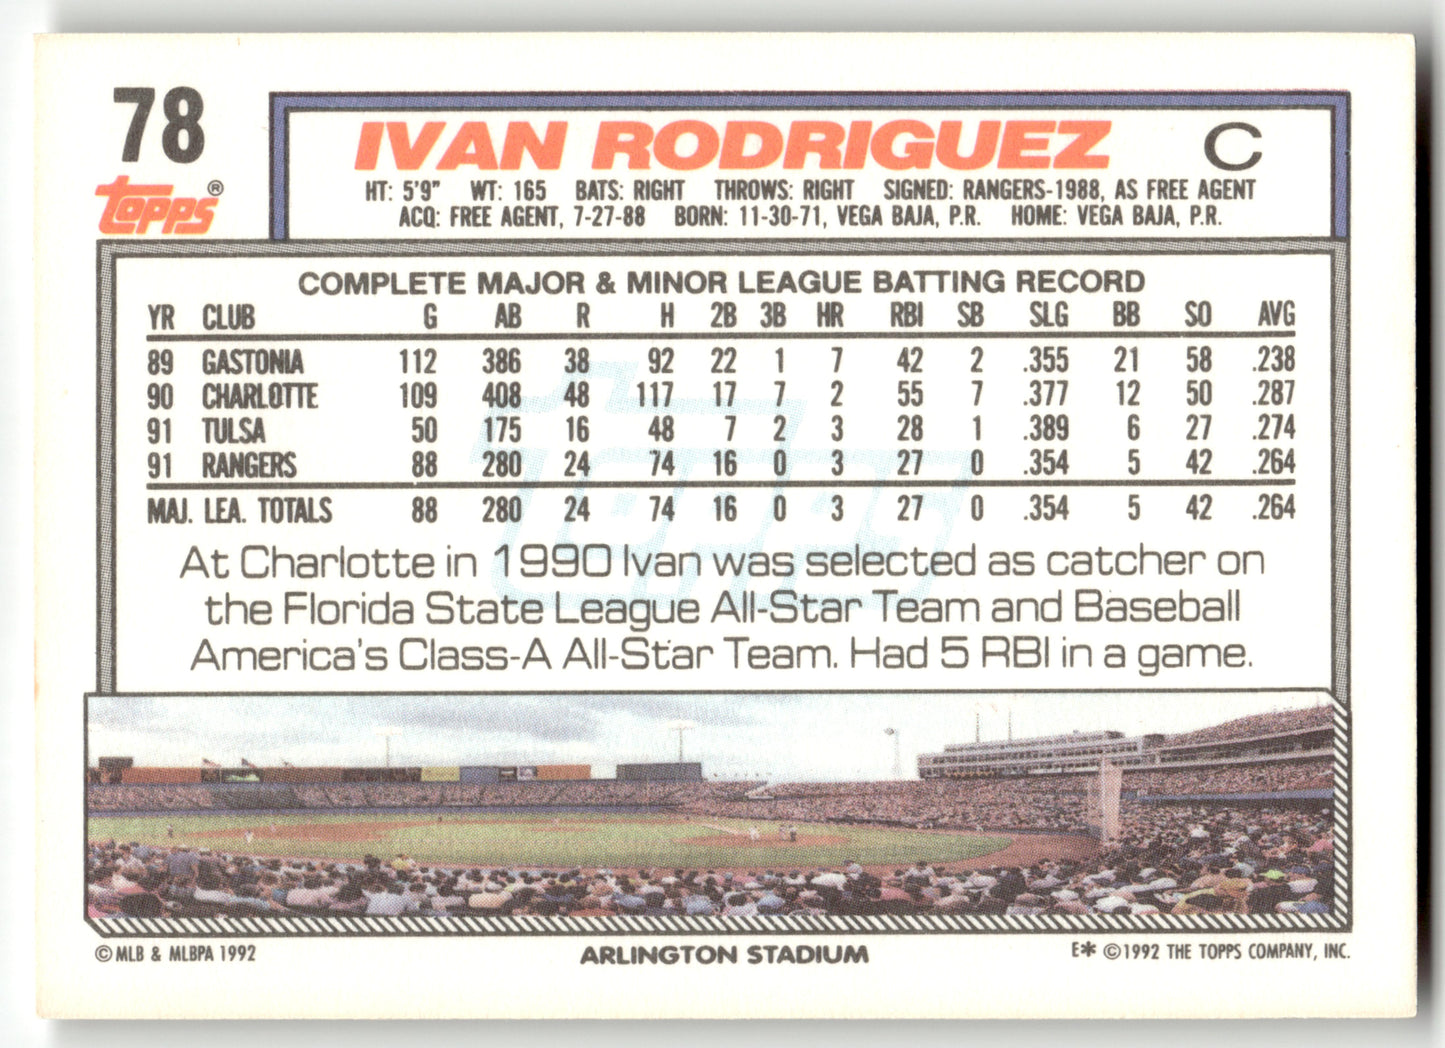 78
Topps®
IVAN RODRIGUEZ C
HT: 5'9" WT: 165 BATS: RIGHT THROWS: RIGHT SIGNED: RANGERS-1988, AS FREE AGENT
ACQ: FREE AGENT, 7-27-88 BORN: 11-30-71, VEGA BAJA, P.R. HOME: VEGA BAJA, P.R.
COMPLETE MAJOR & MINOR LEAGUE BATTING RECORD
YR CLUB G AB R H 2B 3B HR RBI SB SLG BB SO AVG
89 GASTONIA 112 386 38 92 22 1 7 42 2 .355 21 58 .238
90 CHARLOTTE 109 408 48 117 17 7 2 55 7 .377 12 50 .287
91 TULSA 50 175 16 48 7 2 3 28 1 .389 6 27 .274
91 RANGERS 88 280 24 74 16 0 3 27 0 .354 5 42 .264
MAJ. LEA. TOTALS 88 280 24 74 16 0 3 27 0 .354 5 42 .264
At Charlotte in 1990 Ivan was selected as catcher on
the Florida State League All-Star Team and Baseball
America's Class-A All-Star Team. Had 5 RBI in a game.
© MLB & MLBPA 1992 ARLINGTON STADIUM E* © 1992 THE TOPPS COMPANY, INC.